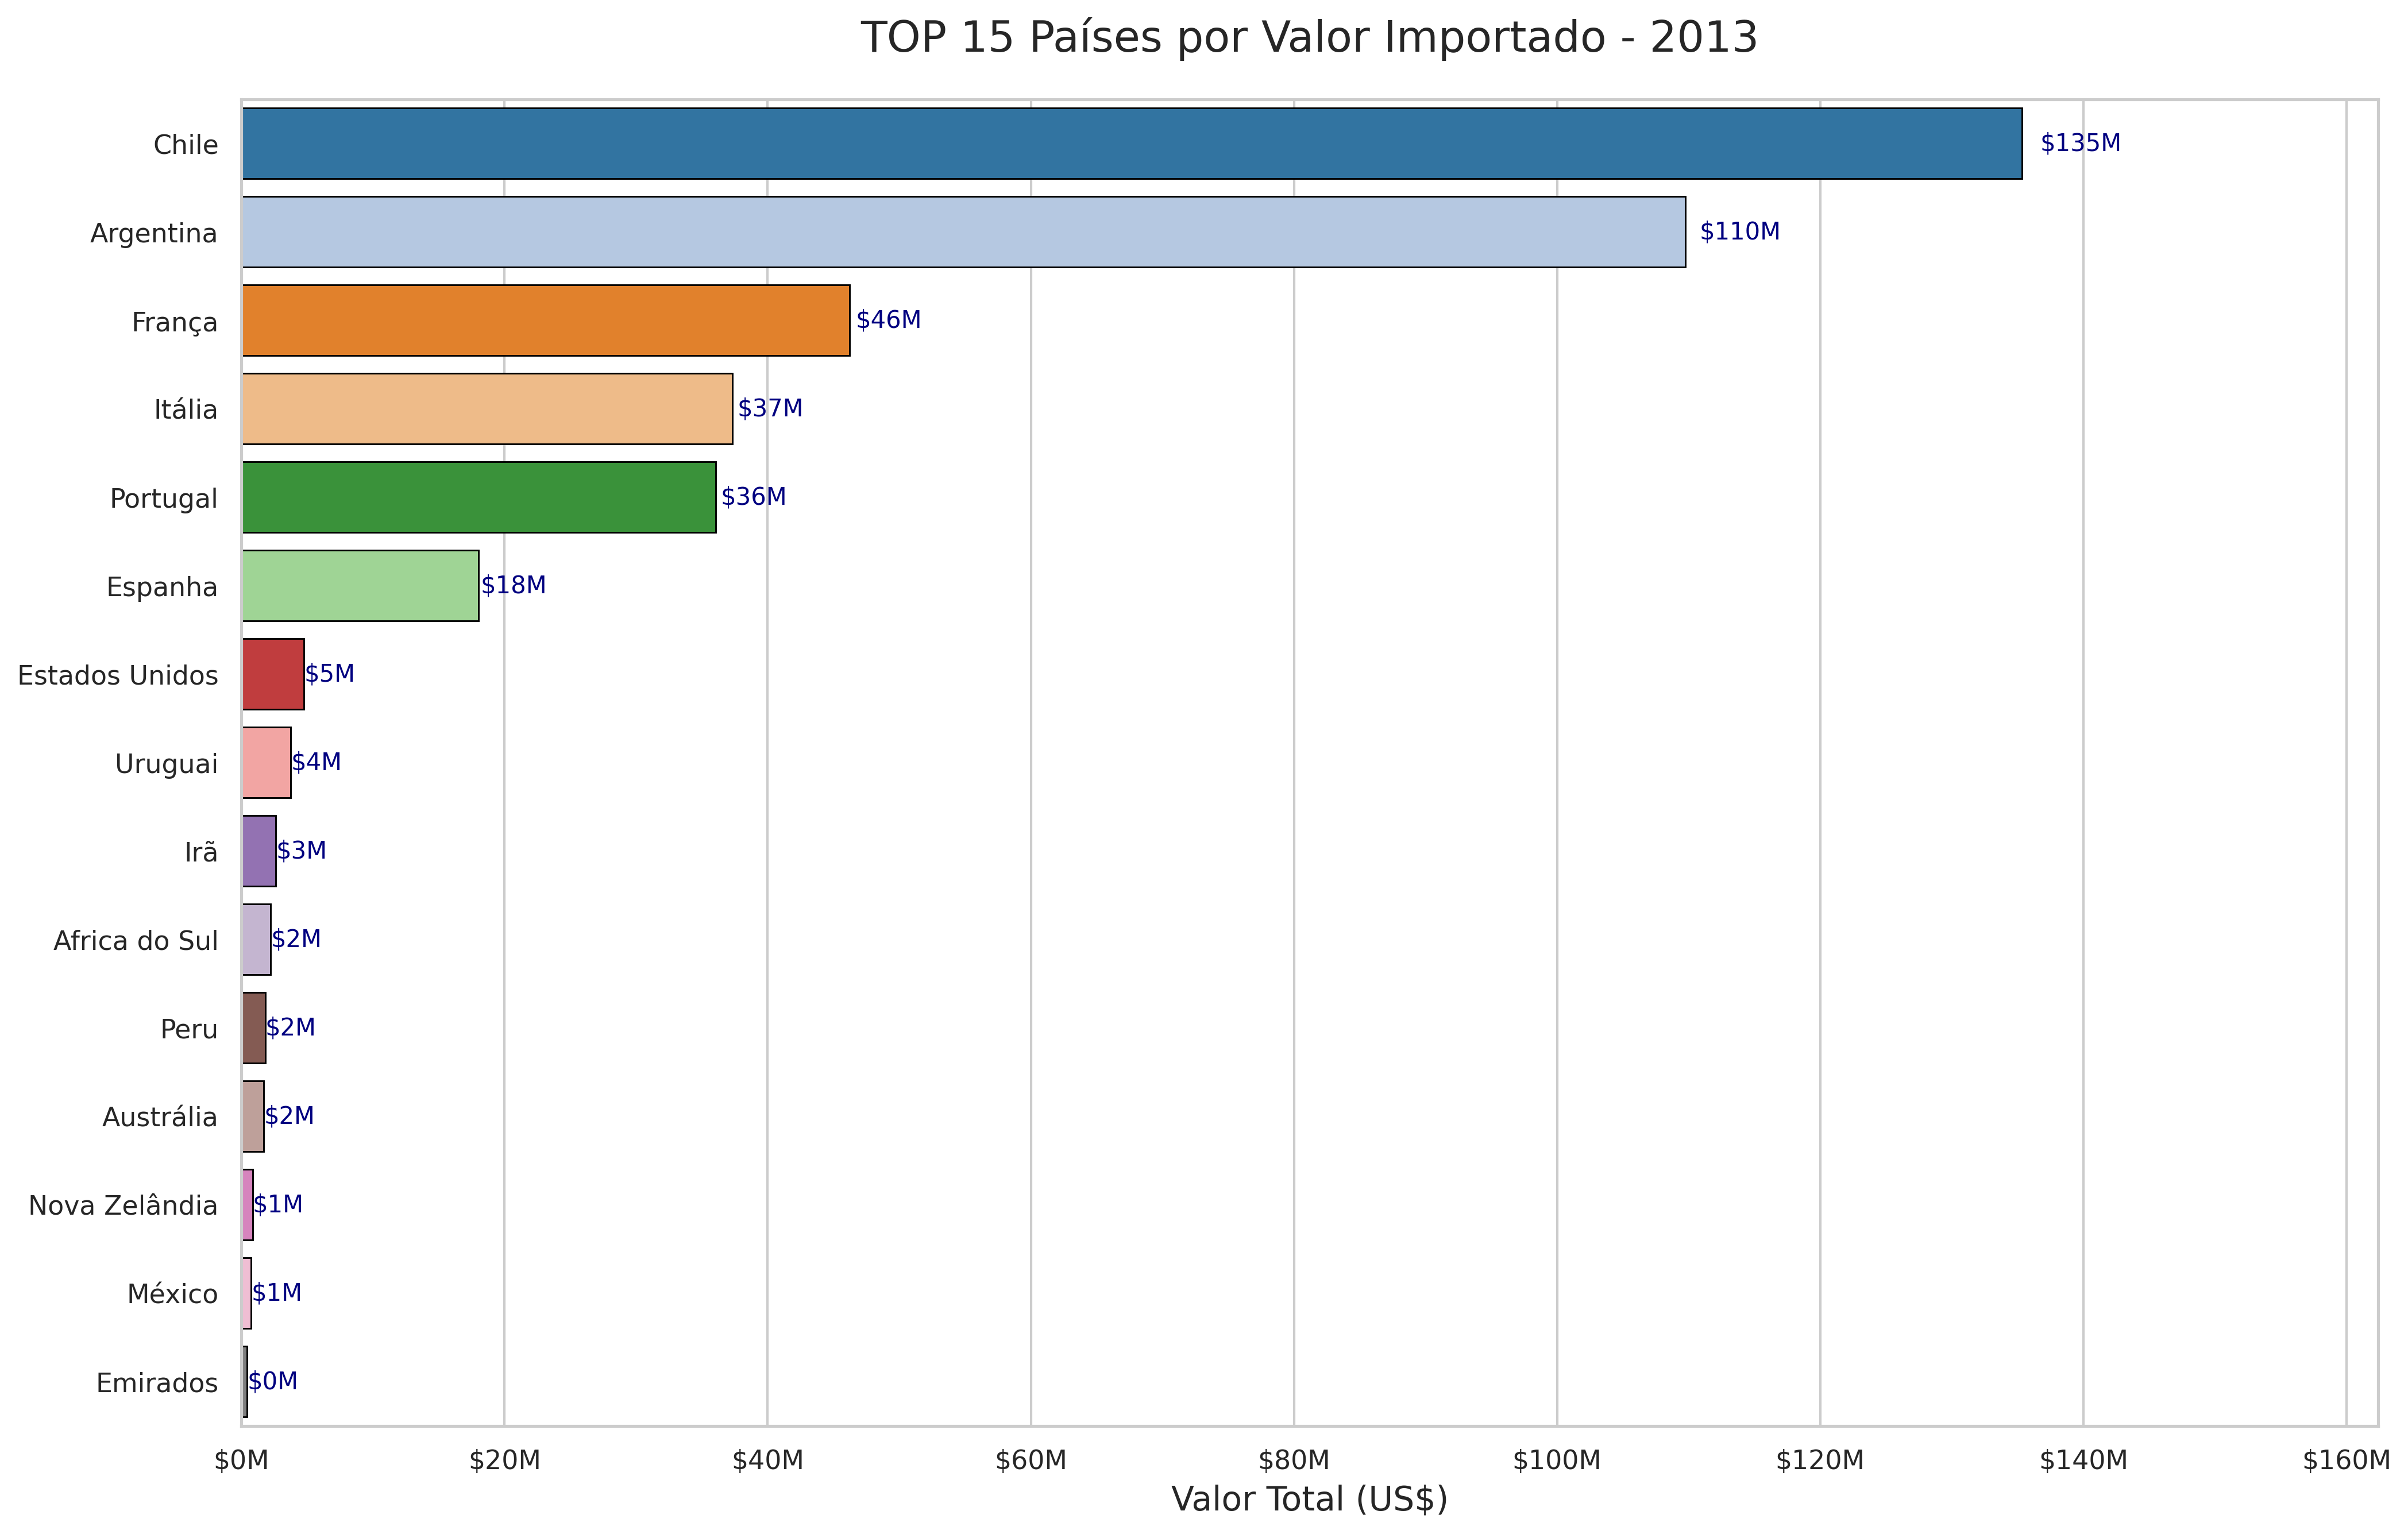 TOP 15 Países por Valor Importado - 2013
Chile $135M
Argentina $110M
França $46M
Itália $37M
Portugal $36M
Espanha $18M
Estados Unidos $5M
Uruguai $4M
Irã $3M
Africa do Sul $2M
Peru $2M
Austrália $2M
Nova Zelândia $1M
México $1M
Emirados $0M
$0M $20M $40M $60M $80M $100M $120M $140M $160M
Valor Total (US$)